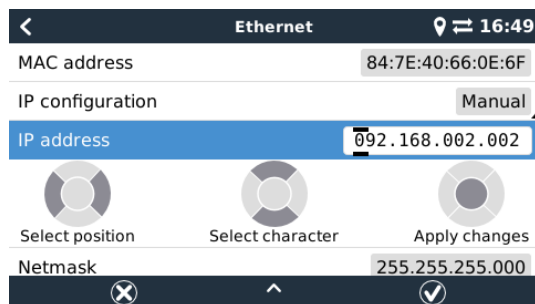 Ethernet 16:49
MAC address 84:7E:40:66:0E:6F
IP configuration Manual
IP address 092.168.002.002
Select position Select character Apply changes
Netmask 255.255.255.000